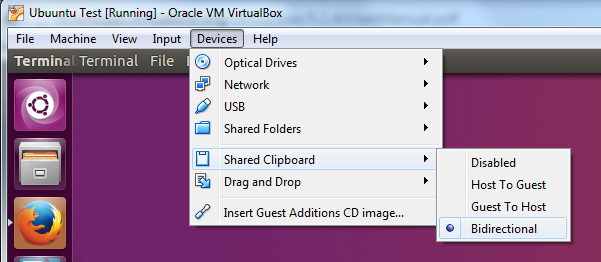 Ubuuntu Test [Running] - Oracle VM VirtualBox
File Machine View Input Devices Help
Terminal Terminal File
Optical Drives
Network
USB
Shared Folders
Shared Clipboard
Drag and Drop
Insert Guest Additions CD image...
Disabled
Host To Guest
Guest To Host
Bidirectional